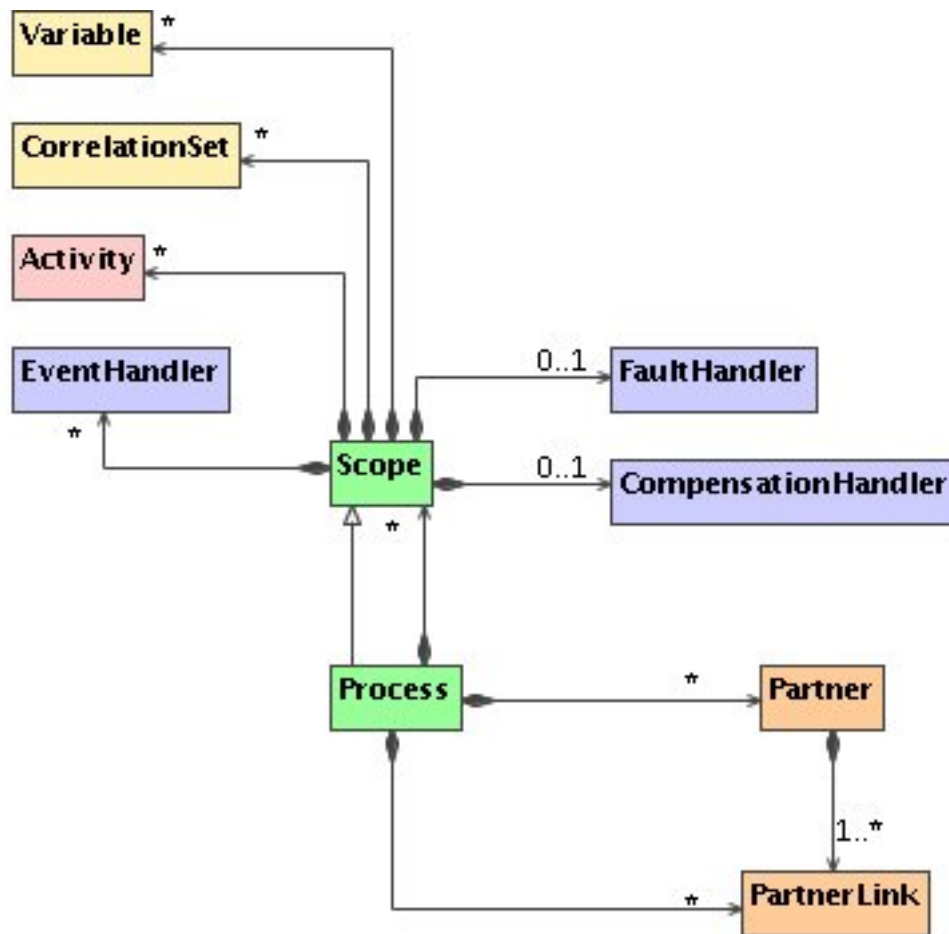 Variable
*
CorrelationSet
*
Activity
*
EventHandler
*
0..1
FaultHandler
Scope
0..1
CompensationHandler
*
Process
*
Partner
1..*
*
PartnerLink